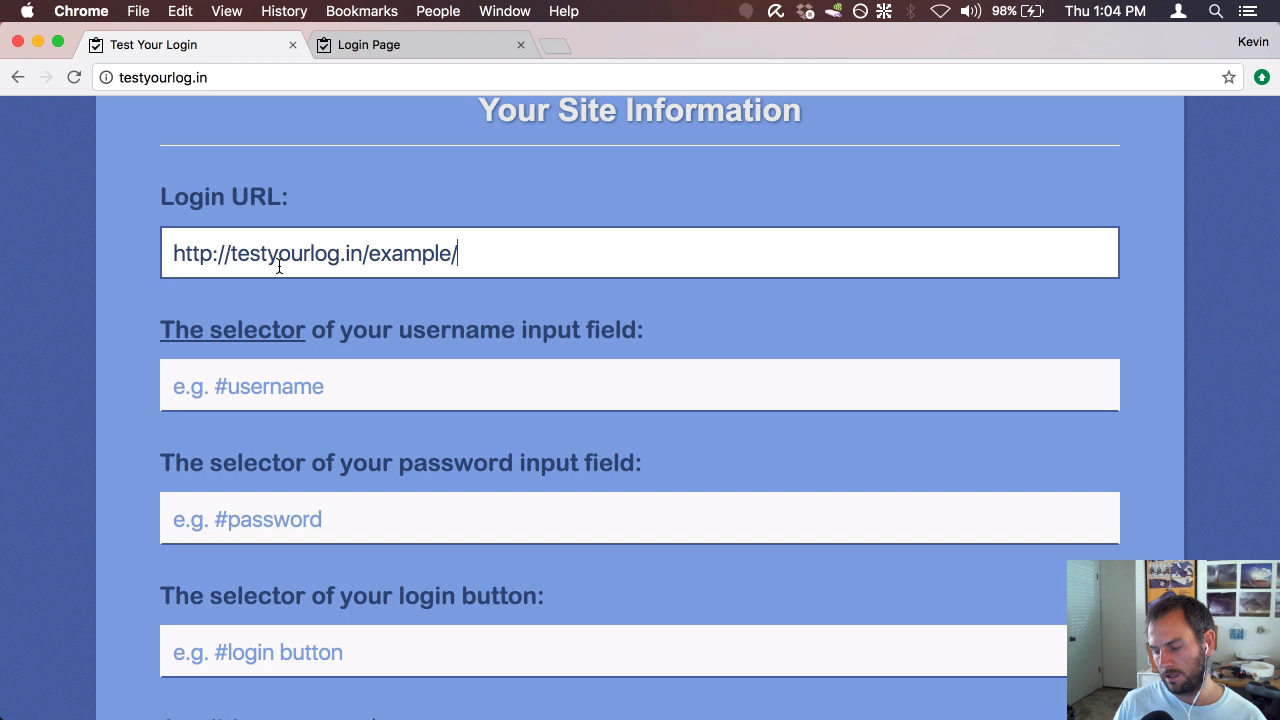 Chrome File Edit View History Bookmarks People Window Help 98% Thu 1:04 PM
Test Your Login Login Page Kevin
testyourlog.in
Your Site Information
Login URL:
http://testyourlog.in/example/
The selector of your username input field:
e.g. #username
The selector of your password input field:
e.g. #password
The selector of your login button:
e.g. #login button